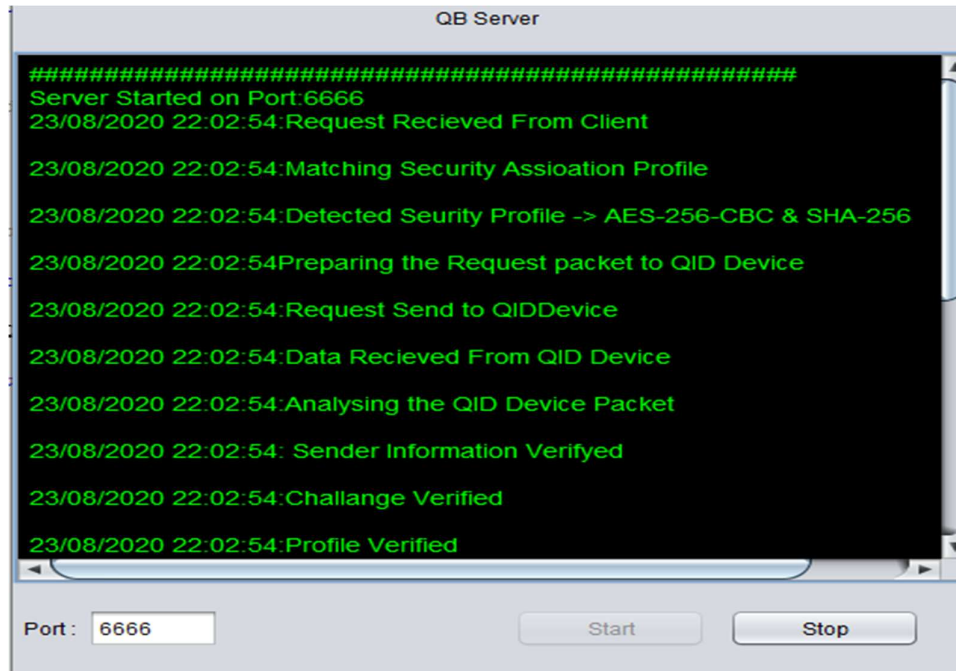 QB Server
###################################################
Server Started on Port:6666
23/08/2020 22:02:54:Request Recieved From Client
23/08/2020 22:02:54:Matching Security Assioation Profile
23/08/2020 22:02:54:Detected Seurity Profile -> AES-256-CBC & SHA-256
23/08/2020 22:02:54Preparing the Request packet to QID Device
23/08/2020 22:02:54:Request Send to QIDDevice
23/08/2020 22:02:54:Data Recieved From QID Device
23/08/2020 22:02:54:Analysing the QID Device Packet
23/08/2020 22:02:54: Sender Information Verifyed
23/08/2020 22:02:54:Challange Verified
23/08/2020 22:02:54:Profile Verified
Port : 6666 Start Stop